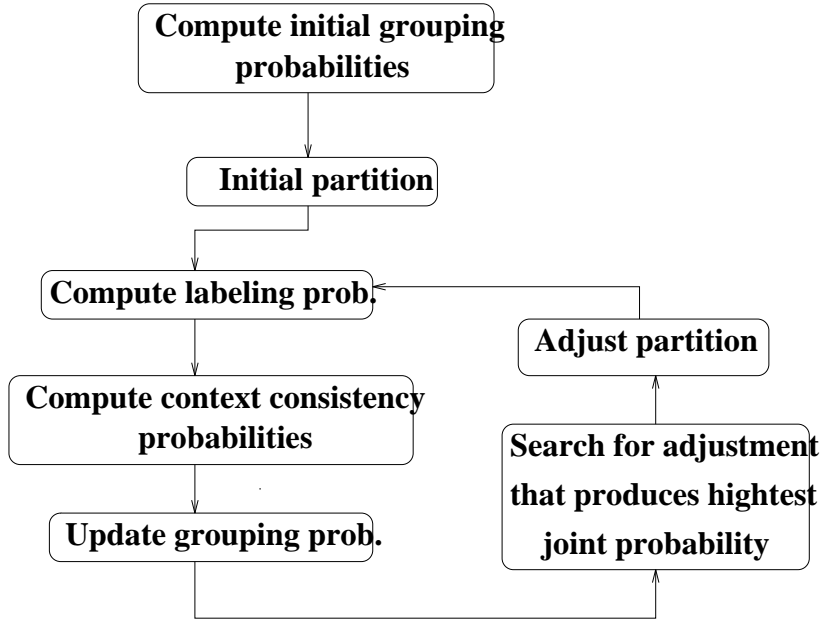 Compute initial grouping
probabilities
Initial partition
Compute labeling prob.
Compute context consistency
probabilities
Update grouping prob.
Search for adjustment
that produces hightest
joint probability
Adjust partition